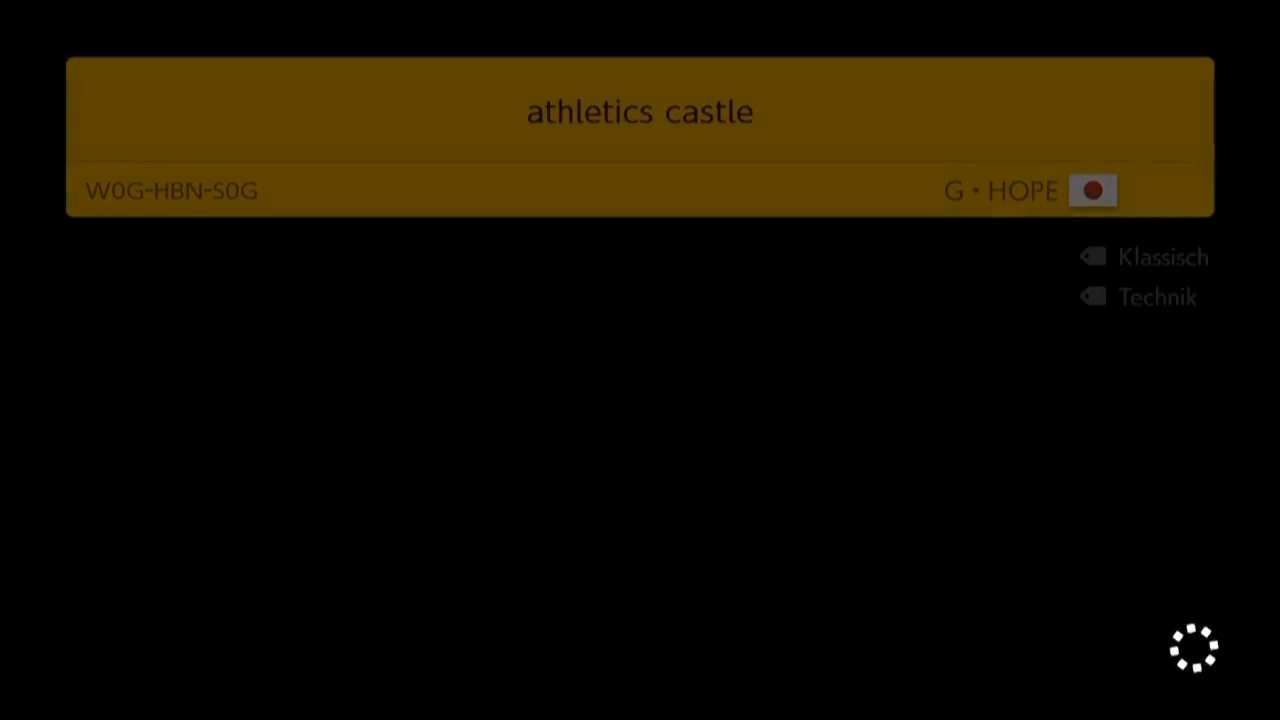 athletics castle
W0G-HBN-S0G
G・HOPE
Klassisch
Technik